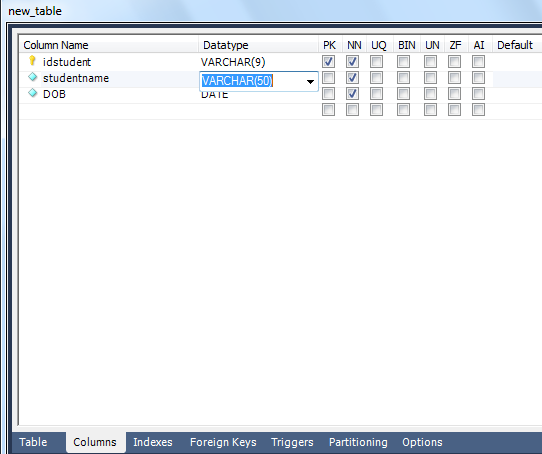 new_table
Column Name Datatype PK NN UQ BIN UN ZF AI Default
idstudent VARCHAR(9)
studentname VARCHAR(50)
DOB DATE
Table Columns Indexes Foreign Keys Triggers Partitioning Options